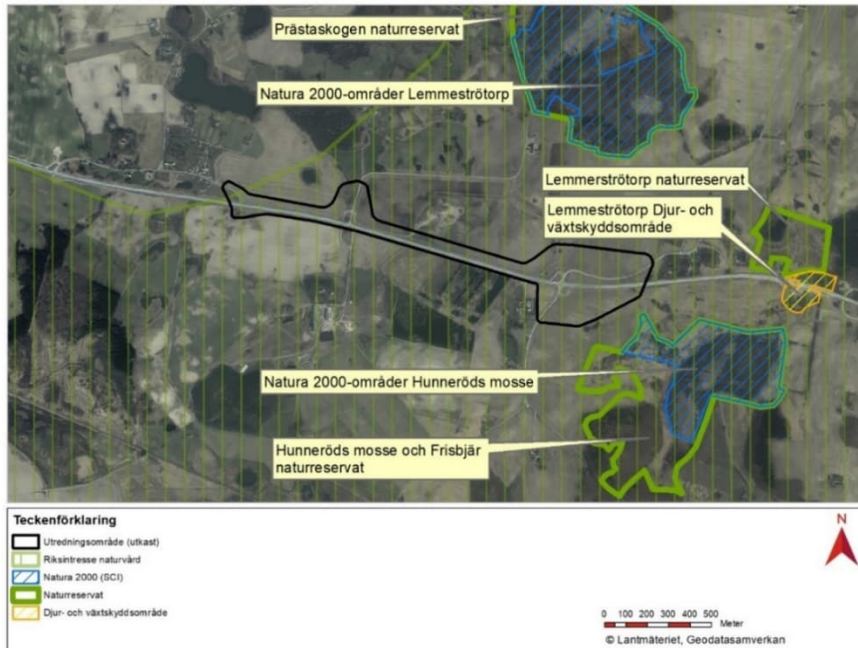 Prästaskogen naturreservat
Natura 2000-områder Lemmeströtorp
Lemmerströtorp naturreservat
Lemmeströtorp Djur- och
växtskyddsområde
Natura 2000-områder Hunneröds mosse
Hunneröds mosse och Frisbjär
naturreservat
Teckenförklaring
Utredningsområde (utkast)
Riksintresse naturvård
Natura 2000 (SCI)
Naturreservat
Djur- och växtskyddsområde
N
0 100 200 300 400 500
Meter
© Lantmäteriet, Geodatasamverkan